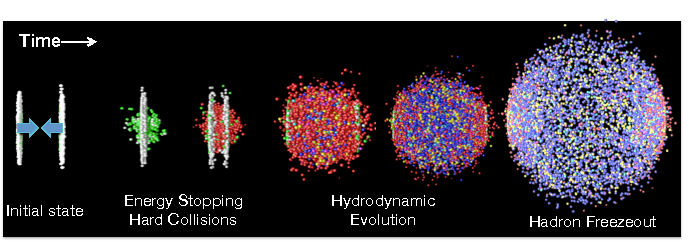 Time
Initial state
Energy Stopping
Hard Collisions
Hydrodynamic
Evolution
Hadron Freezeout